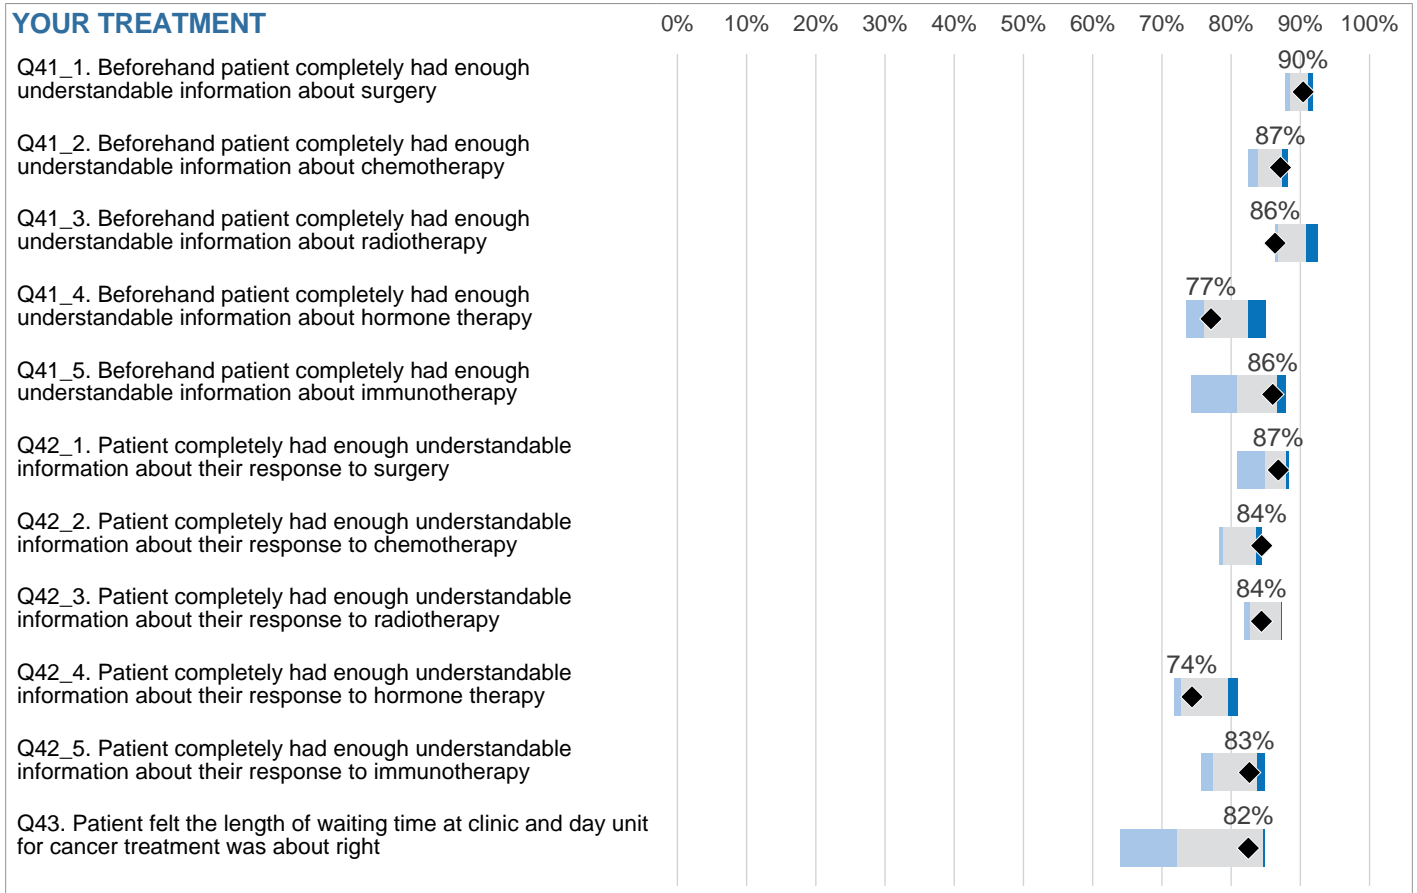 YOUR TREATMENT
0% 10% 20% 30% 40% 50% 60% 70% 80% 90% 100%
Q41_1. Beforehand patient completely had enough
understandable information about surgery
90%
Q41_2. Beforehand patient completely had enough
understandable information about chemotherapy
87%
Q41_3. Beforehand patient completely had enough
understandable information about radiotherapy
86%
Q41_4. Beforehand patient completely had enough
understandable information about hormone therapy
77%
Q41_5. Beforehand patient completely had enough
understandable information about immunotherapy
86%
Q42_1. Patient completely had enough understandable
information about their response to surgery
87%
Q42_2. Patient completely had enough understandable
information about their response to chemotherapy
84%
Q42_3. Patient completely had enough understandable
information about their response to radiotherapy
84%
Q42_4. Patient completely had enough understandable
information about their response to hormone therapy
74%
Q42_5. Patient completely had enough understandable
information about their response to immunotherapy
83%
Q43. Patient felt the length of waiting time at clinic and day unit
for cancer treatment was about right
82%